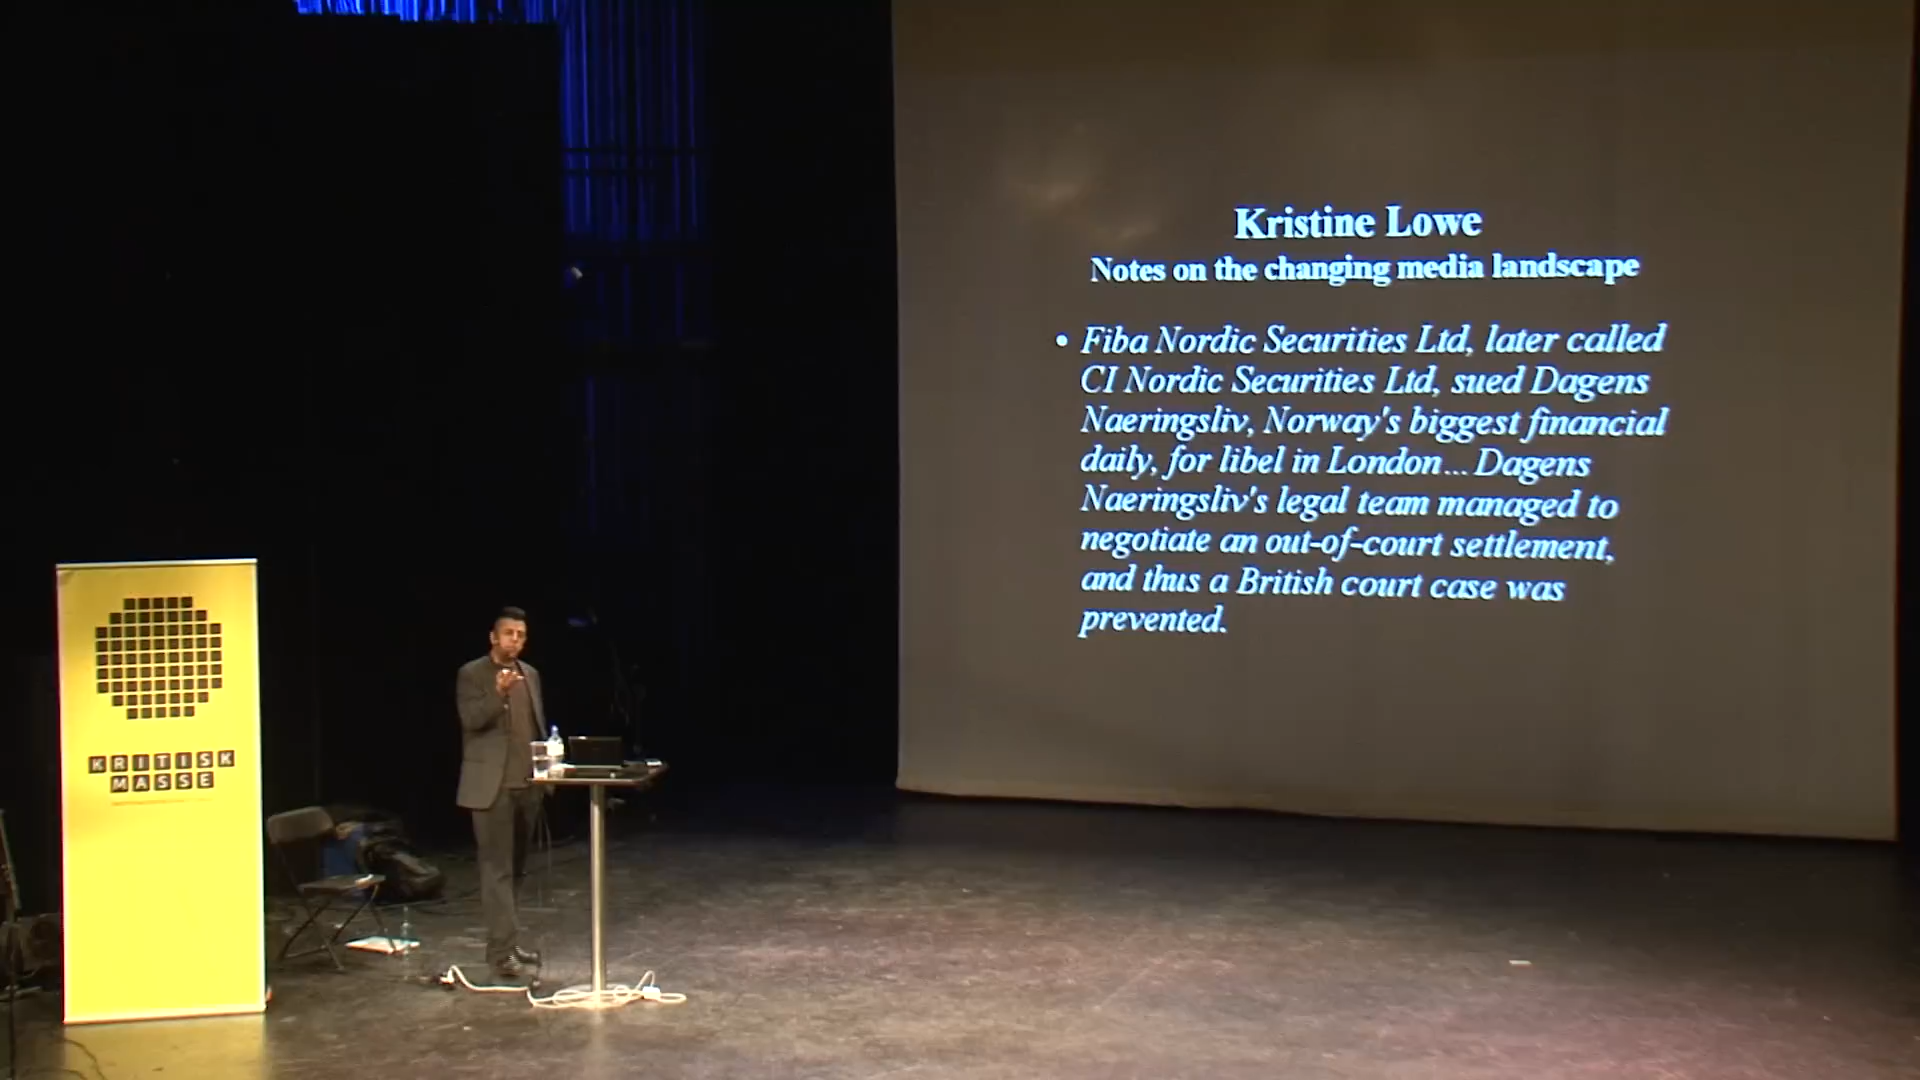 Kristine Lowe
Notes on the changing media landscape
• Fiba Nordic Securities Ltd, later called
CI Nordic Securities Ltd, sued Dagens
Naeringsliv, Norway's biggest financial
daily, for libel in London... Dagens
Naeringsliv's legal team managed to
negotiate an out-of-court settlement,
and thus a British court case was
prevented.
KRITISK
MASSE